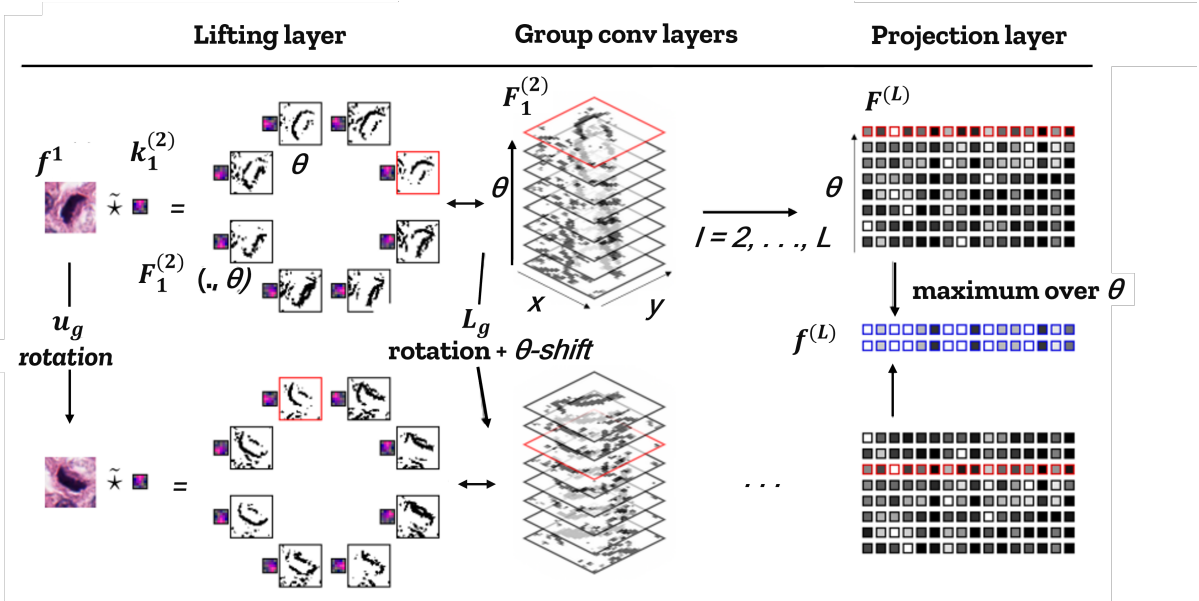 Lifting layer
Group conv layers
Projection layer
f¹
k₁⁽²⁾
θ
⋆̃
=
F₁⁽²⁾ (., θ)
F₁⁽²⁾
θ
x
y
l = 2, . . ., L
F⁽ᴸ⁾
θ
maximum over θ
f⁽ᴸ⁾
u_g
rotation
L_g
rotation + θ-shift
⋆̃
=
. . .